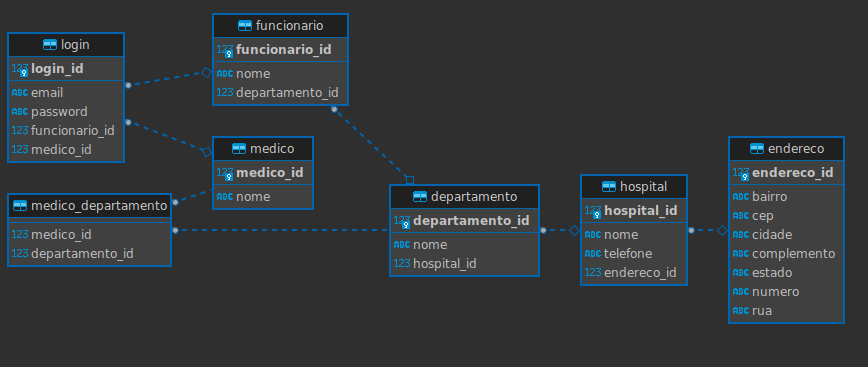 login
123 login_id
ABC email
ABC password
123 funcionario_id
123 medico_id
funcionario
123 funcionario_id
ABC nome
123 departamento_id
medico
123 medico_id
ABC nome
medico_departamento
123 medico_id
123 departamento_id
departamento
123 departamento_id
ABC nome
123 hospital_id
hospital
123 hospital_id
ABC nome
ABC telefone
123 endereco_id
endereco
123 endereco_id
ABC bairro
ABC cep
ABC cidade
ABC complemento
ABC estado
ABC numero
ABC rua